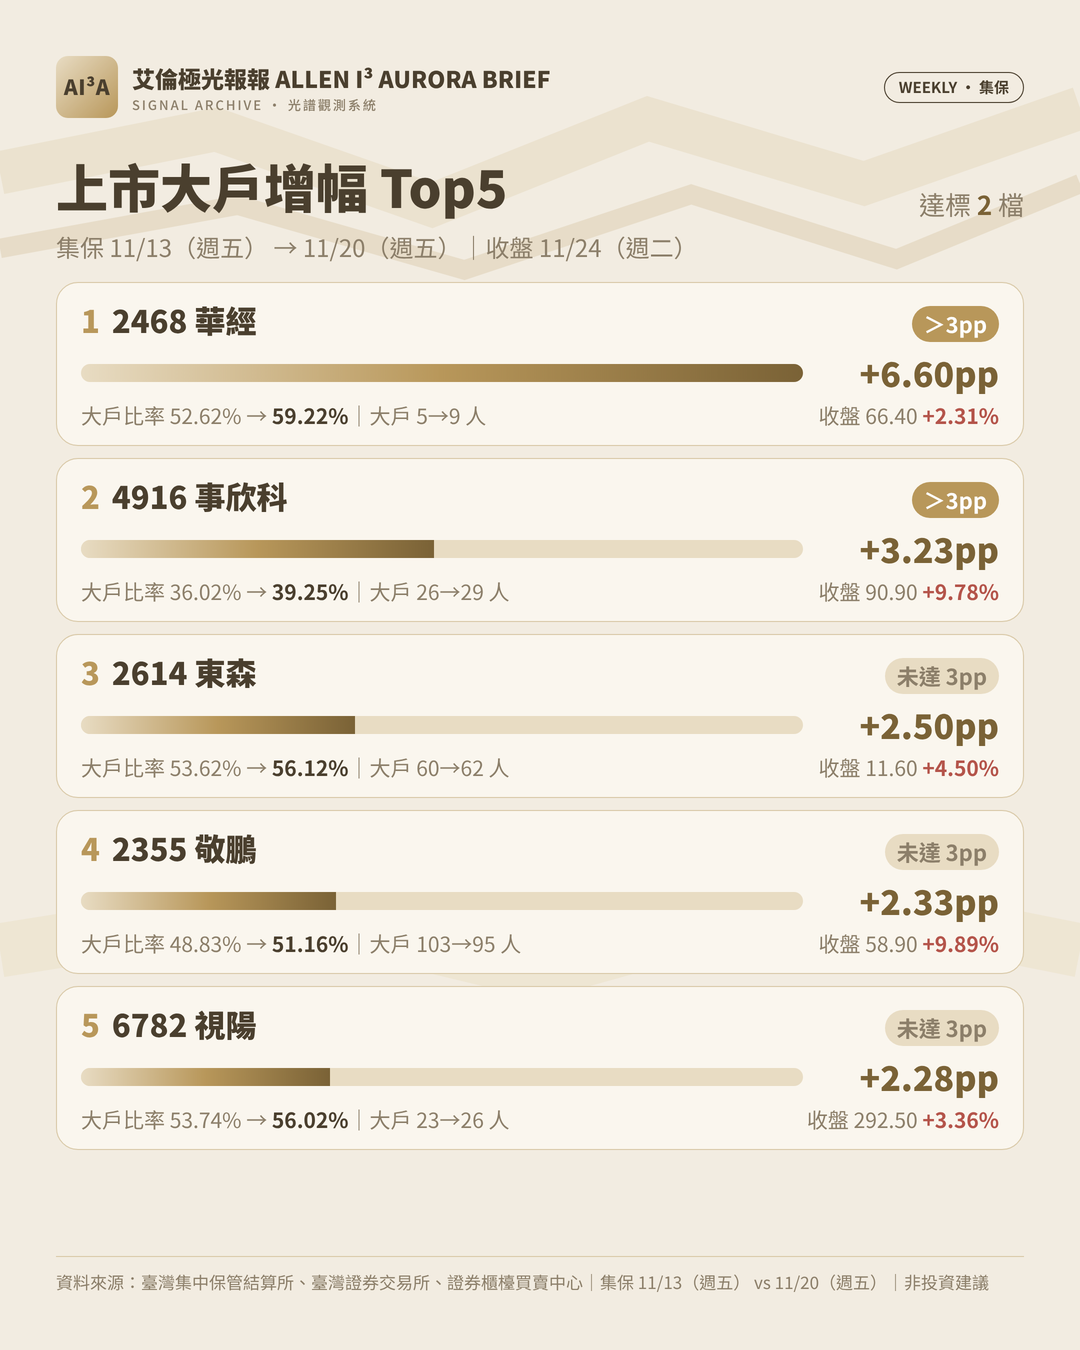 AI³A
艾倫極光報報 ALLEN I³ AURORA BRIEF
SIGNAL ARCHIVE · 光譜觀測系統
WEEKLY · 集保
上市大戶增幅 Top5
達標 2 檔
集保 11/13（週五） → 11/20（週五）｜收盤 11/24（週二）
1 2468 華經
＞3pp
+6.60pp
大戶比率 52.62% → 59.22%｜大戶 5→9 人
收盤 66.40 +2.31%
2 4916 事欣科
＞3pp
+3.23pp
大戶比率 36.02% → 39.25%｜大戶 26→29 人
收盤 90.90 +9.78%
3 2614 東森
未達 3pp
+2.50pp
大戶比率 53.62% → 56.12%｜大戶 60→62 人
收盤 11.60 +4.50%
4 2355 敬鵬
未達 3pp
+2.33pp
大戶比率 48.83% → 51.16%｜大戶 103→95 人
收盤 58.90 +9.89%
5 6782 視陽
未達 3pp
+2.28pp
大戶比率 53.74% → 56.02%｜大戶 23→26 人
收盤 292.50 +3.36%
資料來源：臺灣集中保管結算所、臺灣證券交易所、證券櫃檯買賣中心｜集保 11/13（週五） vs 11/20（週五）｜非投資建議